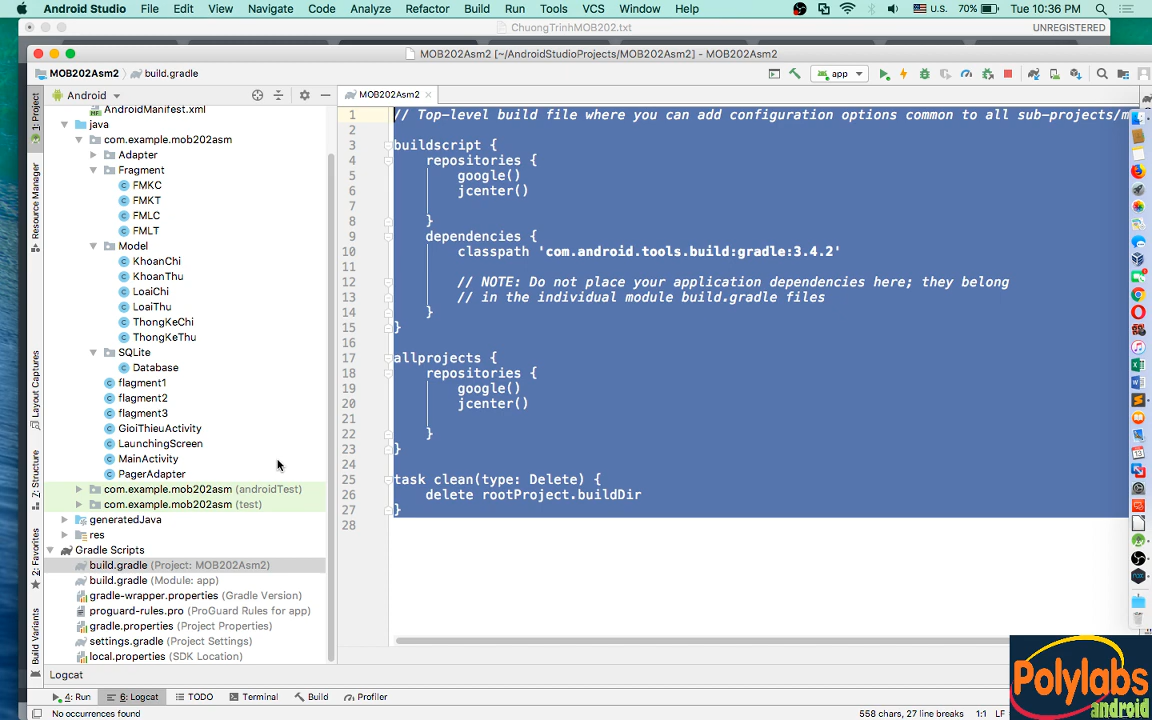 Android Studio File Edit View Navigate Code Analyze Refactor Build Run Tools VCS Window Help U.S. 70% Tue 10:36 PM
ChuongTrinhMOB202.txt UNREGISTERED
MOB202Asm2 [~/AndroidStudioProjects/MOB202Asm2] - MOB202Asm2
MOB202Asm2 build.gradle app
Android MOB202Asm2
1: Project
Resource Manager
Layout Captures
Z: Structure
2: Favorites
Build Variants
AndroidManifest.xml
java
com.example.mob202asm
Adapter
Fragment
FMKC
FMKT
FMLC
FMLT
Model
KhoanChi
KhoanThu
LoaiChi
LoaiThu
ThongKeChi
ThongKeThu
SQLite
Database
flagment1
flagment2
flagment3
GioiThieuActivity
LaunchingScreen
MainActivity
PagerAdapter
com.example.mob202asm (androidTest)
com.example.mob202asm (test)
generatedJava
res
Gradle Scripts
build.gradle (Project: MOB202Asm2)
build.gradle (Module: app)
gradle-wrapper.properties (Gradle Version)
proguard-rules.pro (ProGuard Rules for app)
gradle.properties (Project Properties)
settings.gradle (Project Settings)
local.properties (SDK Location)
1 // Top-level build file where you can add configuration options common to all sub-projects/m
2
3 buildscript {
4 repositories {
5 google()
6 jcenter()
7
8 }
9 dependencies {
10 classpath 'com.android.tools.build:gradle:3.4.2'
11
12 // NOTE: Do not place your application dependencies here; they belong
13 // in the individual module build.gradle files
14 }
15 }
16
17 allprojects {
18 repositories {
19 google()
20 jcenter()
21
22 }
23 }
24
25 task clean(type: Delete) {
26 delete rootProject.buildDir
27 }
28
Logcat
4: Run 6: Logcat TODO Terminal Build Profiler
No occurrences found 558 chars, 27 line breaks 1:1 LF
Polylabs
android